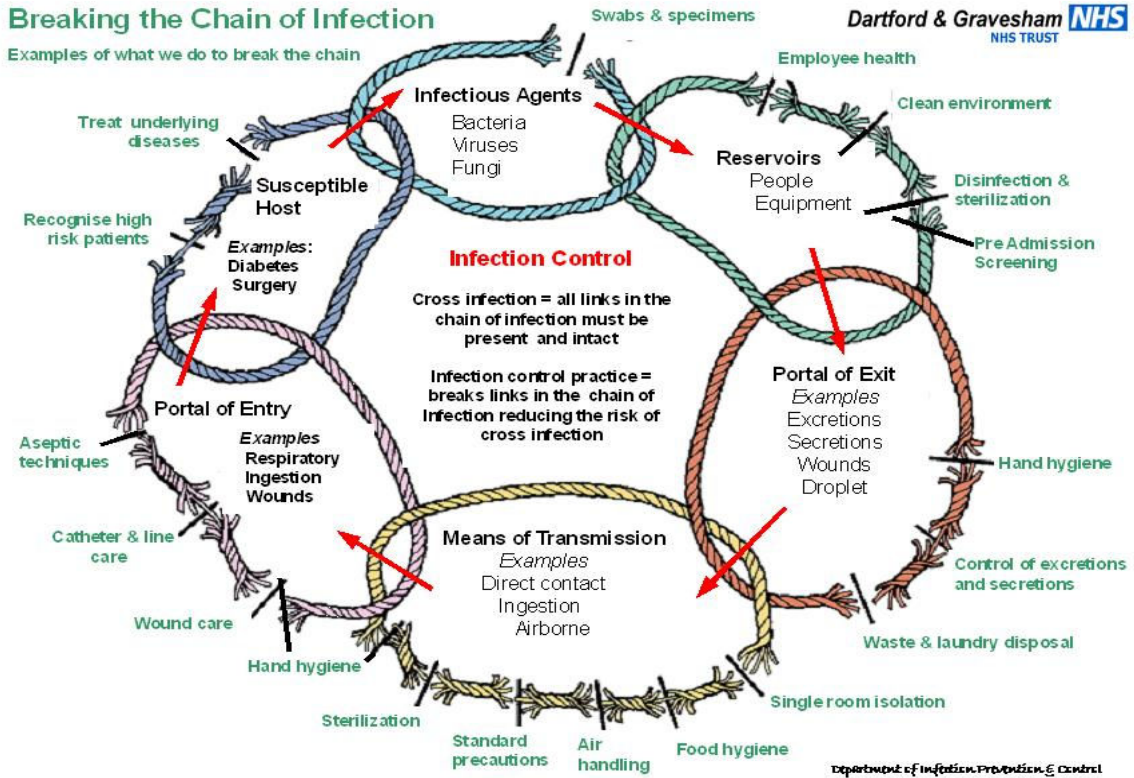 Breaking the Chain of Infection
Examples of what we do to break the chain
Swabs & specimens
Dartford & Gravesham NHS
NHS TRUST
Employee health
Clean environment
Disinfection &
sterilization
Pre Admission
Screening
Infectious Agents
Bacteria
Viruses
Fungi
Reservoirs
People
Equipment
Treat underlying
diseases
Recognise high
risk patients
Susceptible
Host
Examples:
Diabetes
Surgery
Infection Control
Cross infection = all links in the
chain of infection must be
present and intact
Infection control practice =
breaks links in the chain of
Infection reducing the risk of
cross infection
Portal of Exit
Examples
Excretions
Secretions
Wounds
Droplet
Hand hygiene
Control of excretions
and secretions
Waste & laundry disposal
Portal of Entry
Examples
Respiratory
Ingestion
Wounds
Aseptic
techniques
Catheter & line
care
Wound care
Hand hygiene
Means of Transmission
Examples
Direct contact
Ingestion
Airborne
Sterilization
Standard
precautions
Air
handling
Food hygiene
Single room isolation
Department of Infection Prevention & Control